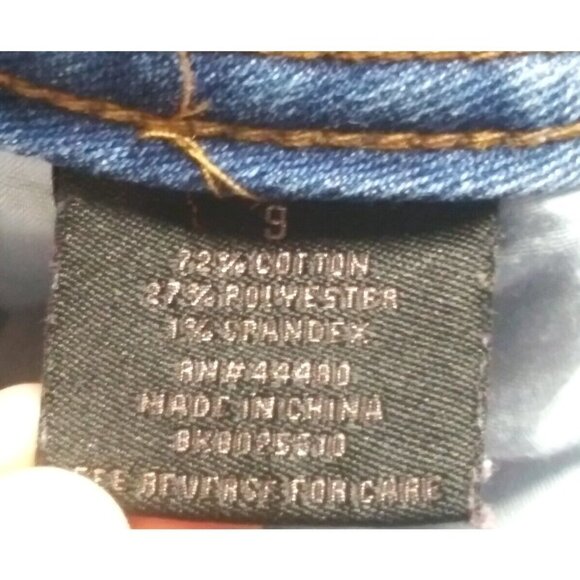 9
72% COTTON
27% POLYESTER
1% SPANDEX
RN# 44480
MADE IN CHINA
SEE REVERSE FOR CARE